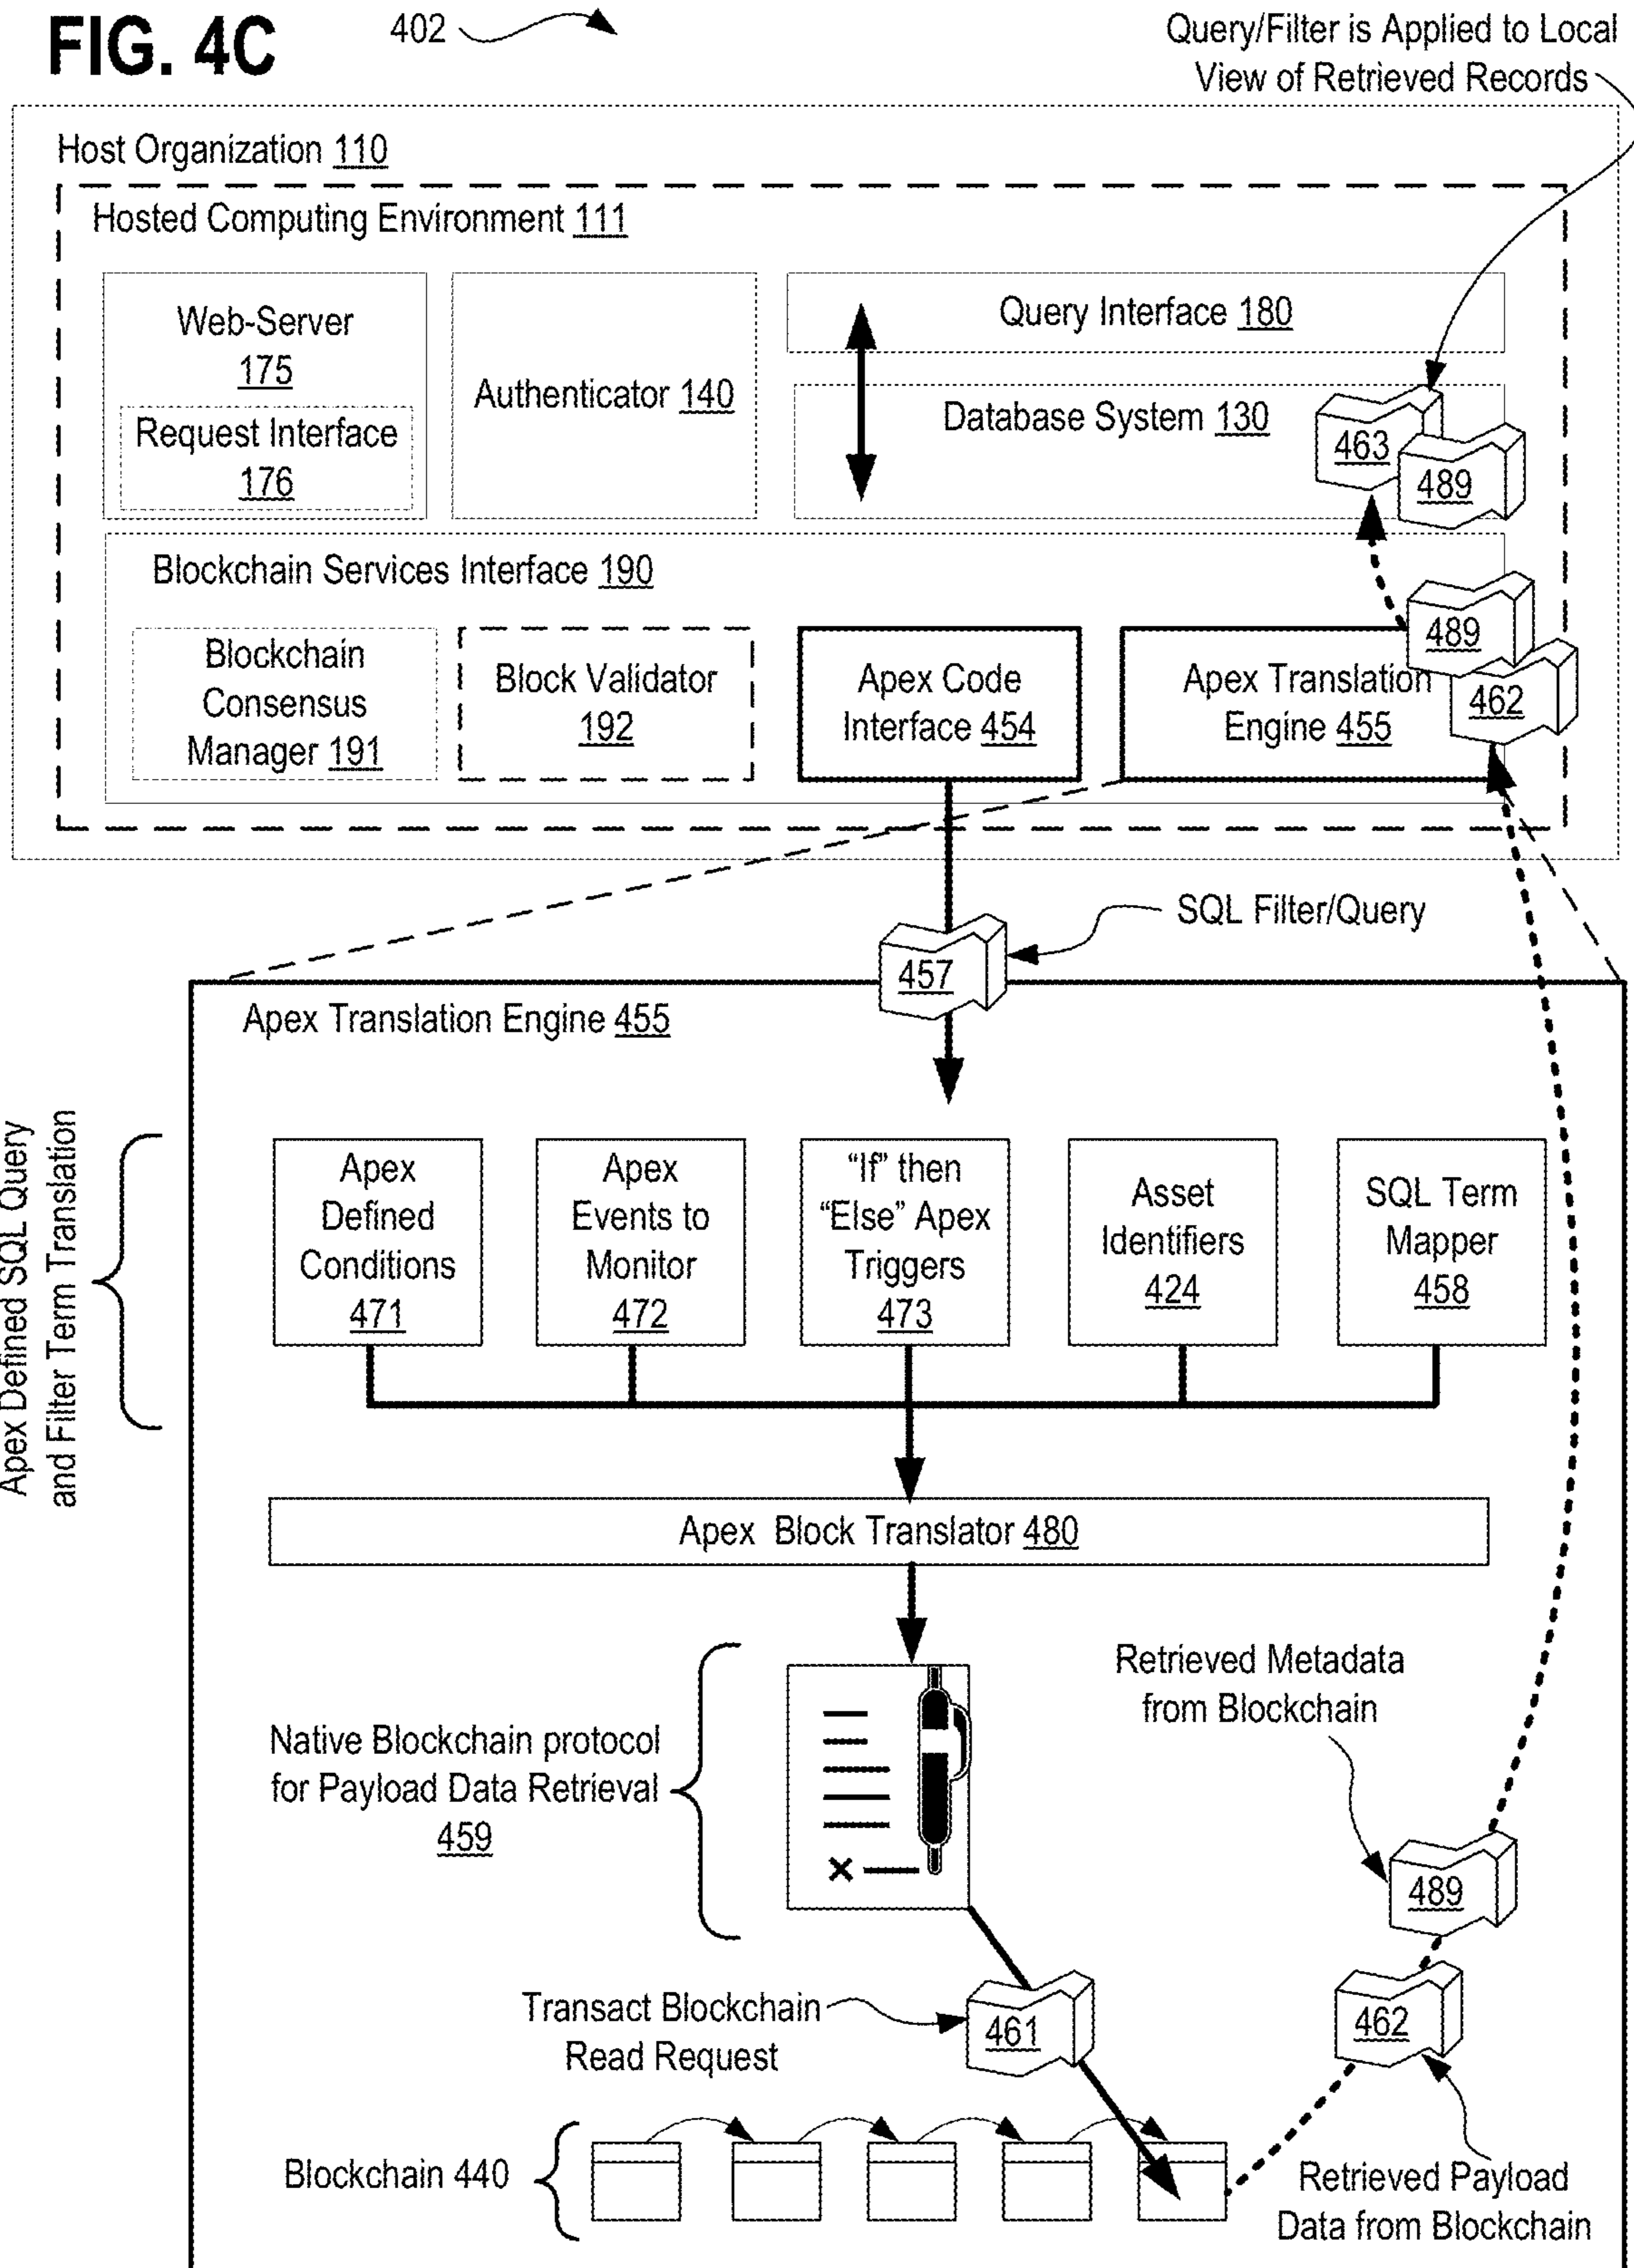 FIG. 4C
402
Query/Filter is Applied to Local
View of Retrieved Records
Host Organization 110
Hosted Computing Environment 111
Web-Server
175
Request Interface
176
Authenticator 140
Query Interface 180
Database System 130
463
489
Blockchain Services Interface 190
Blockchain
Consensus
Manager 191
Block Validator
192
Apex Code
Interface 454
Apex Translation
Engine 455
489
462
SQL Filter/Query
457
Apex Translation Engine 455
Apex Defined SQL Query
and Filter Term Translation
Apex
Defined
Conditions
471
Apex
Events to
Monitor
472
“If” then
“Else” Apex
Triggers
473
Asset
Identifiers
424
SQL Term
Mapper
458
Apex Block Translator 480
Native Blockchain protocol
for Payload Data Retrieval
459
Retrieved Metadata
from Blockchain
489
Transact Blockchain
Read Request
461
462
Blockchain 440
Retrieved Payload
Data from Blockchain